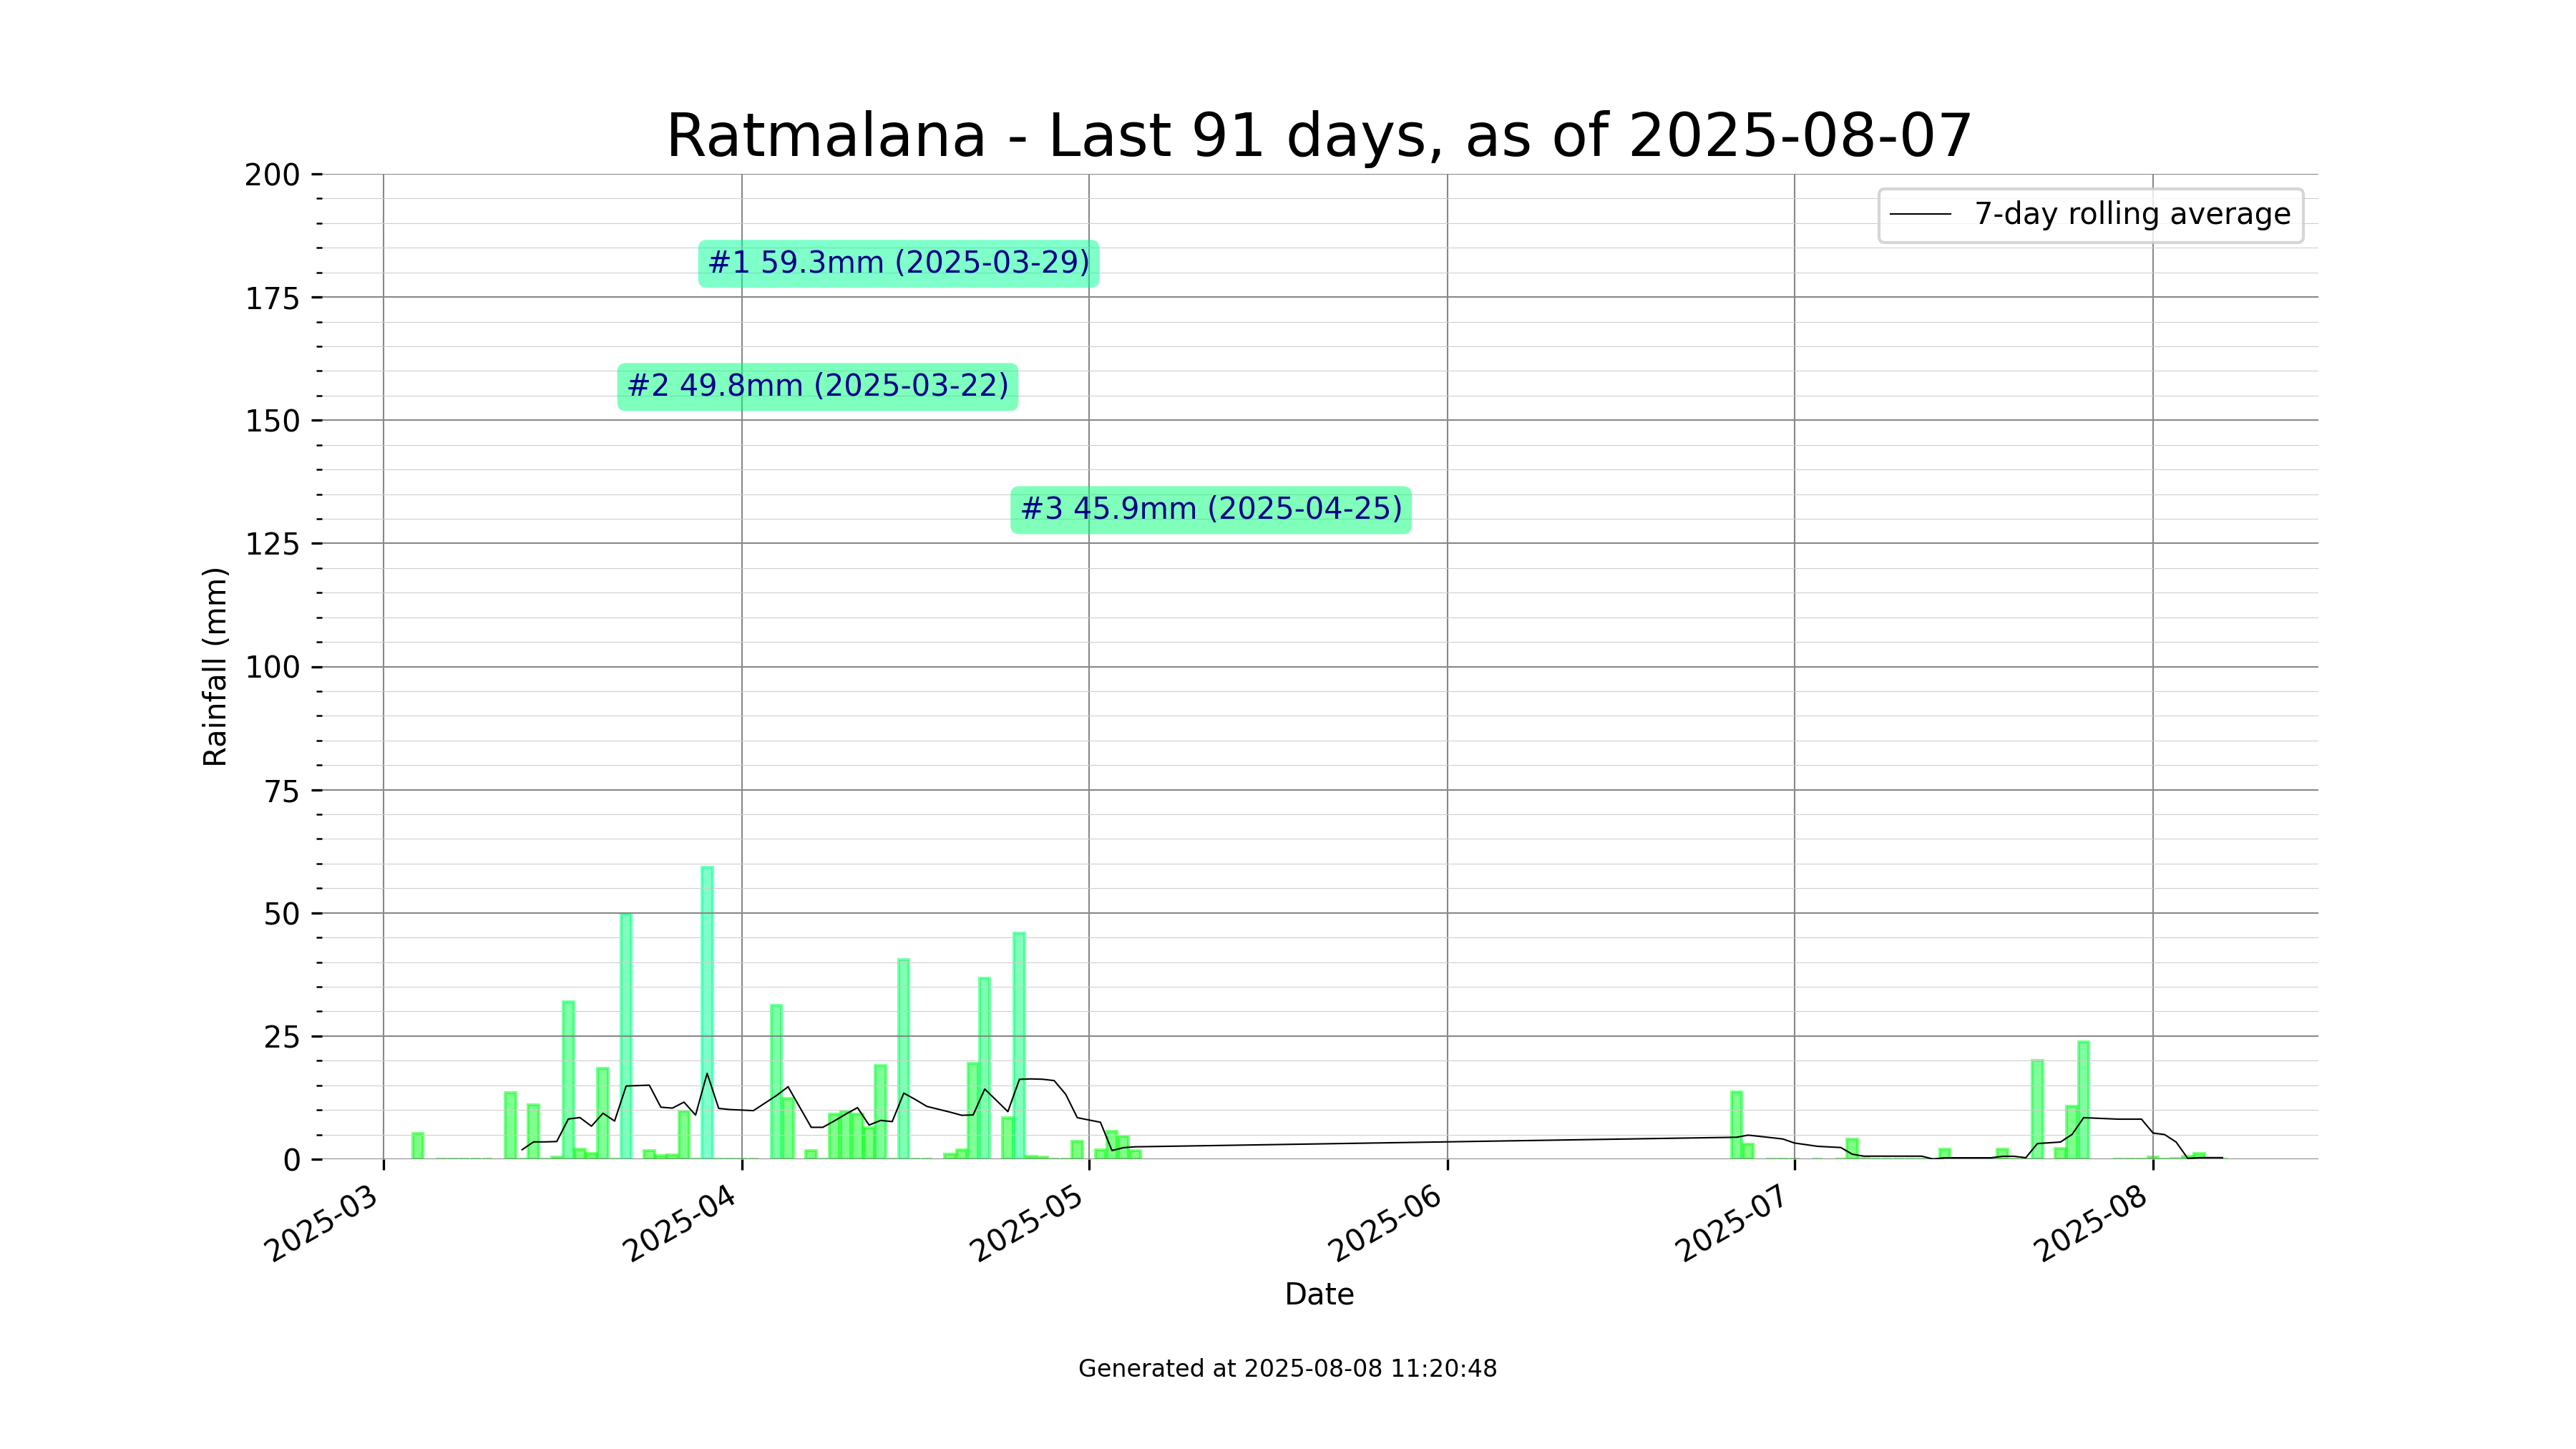 Ratmalana - Last 91 days, as of 2025-08-07
200
175
150
125
100
75
50
25
0
Rainfall (mm)
7-day rolling average
#1 59.3mm (2025-03-29)
#2 49.8mm (2025-03-22)
#3 45.9mm (2025-04-25)
2025-03
2025-04
2025-05
2025-06
2025-07
2025-08
Date
Generated at 2025-08-08 11:20:48